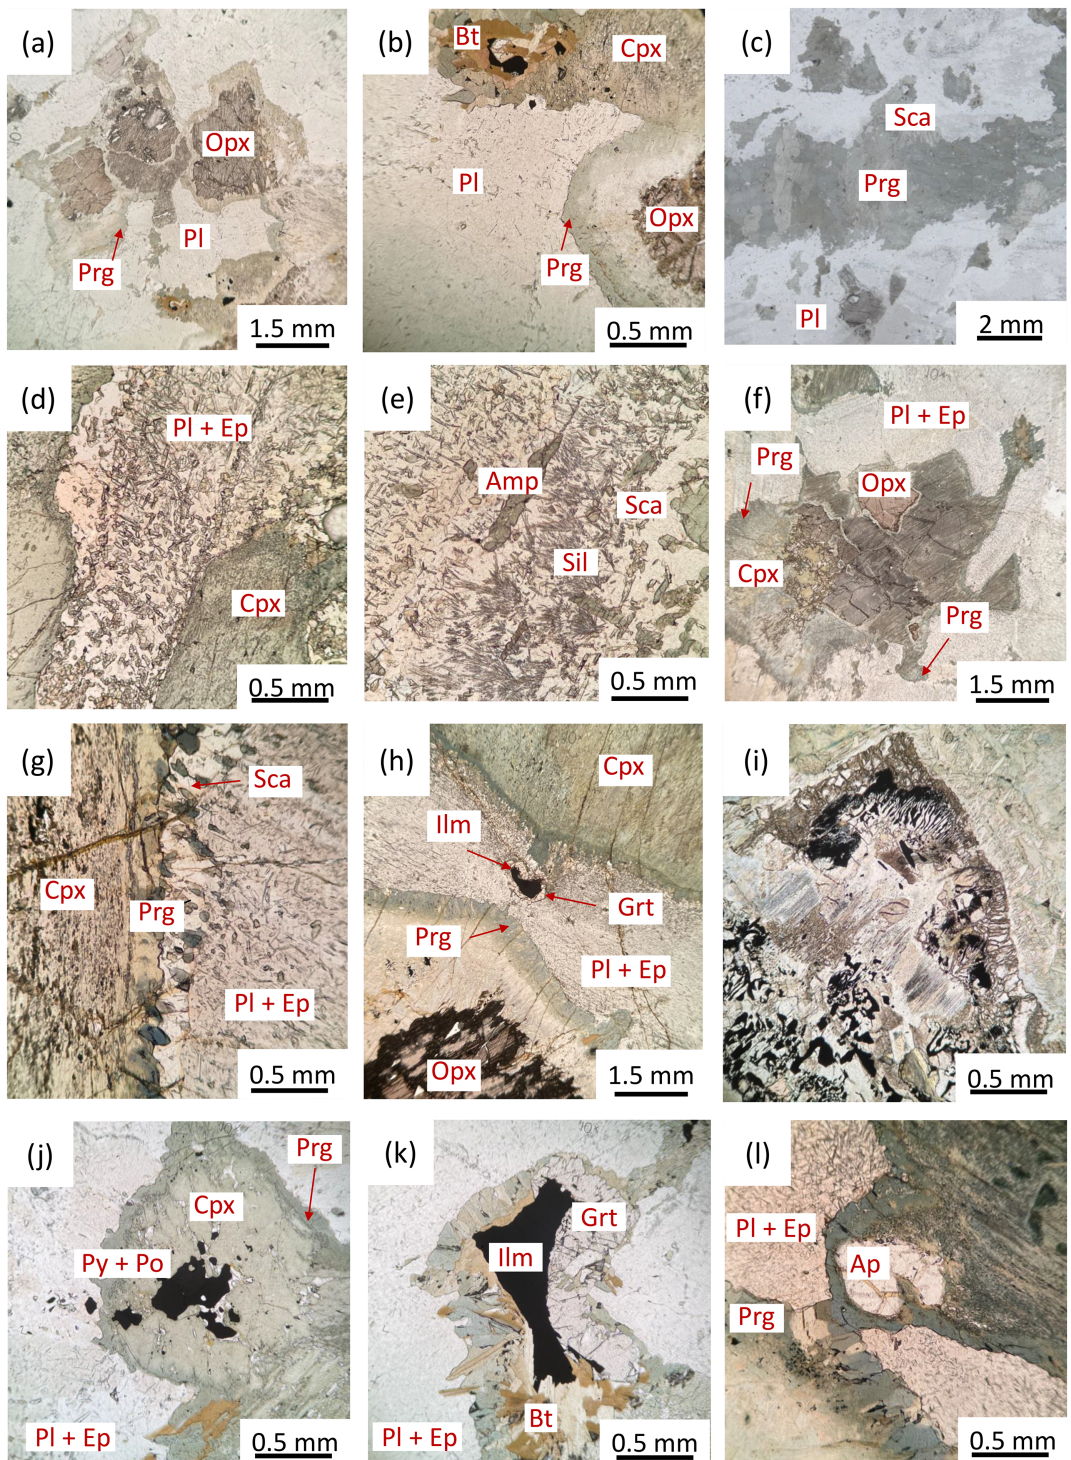 (a)
Opx
Pl
Prg
1.5 mm
(b)
Bt
Cpx
Pl
Opx
Prg
0.5 mm
(c)
Sca
Prg
Pl
2 mm
(d)
Pl + Ep
Cpx
0.5 mm
(e)
Amp
Sca
Sil
0.5 mm
(f)
Pl + Ep
Prg
Opx
Cpx
Prg
1.5 mm
(g)
Sca
Cpx
Prg
Pl + Ep
0.5 mm
(h)
Cpx
Ilm
Grt
Prg
Pl + Ep
Opx
1.5 mm
(i)
0.5 mm
(j)
Prg
Cpx
Py + Po
Pl + Ep
0.5 mm
(k)
Grt
Ilm
Bt
Pl + Ep
0.5 mm
(l)
Pl + Ep
Ap
Prg
0.5 mm